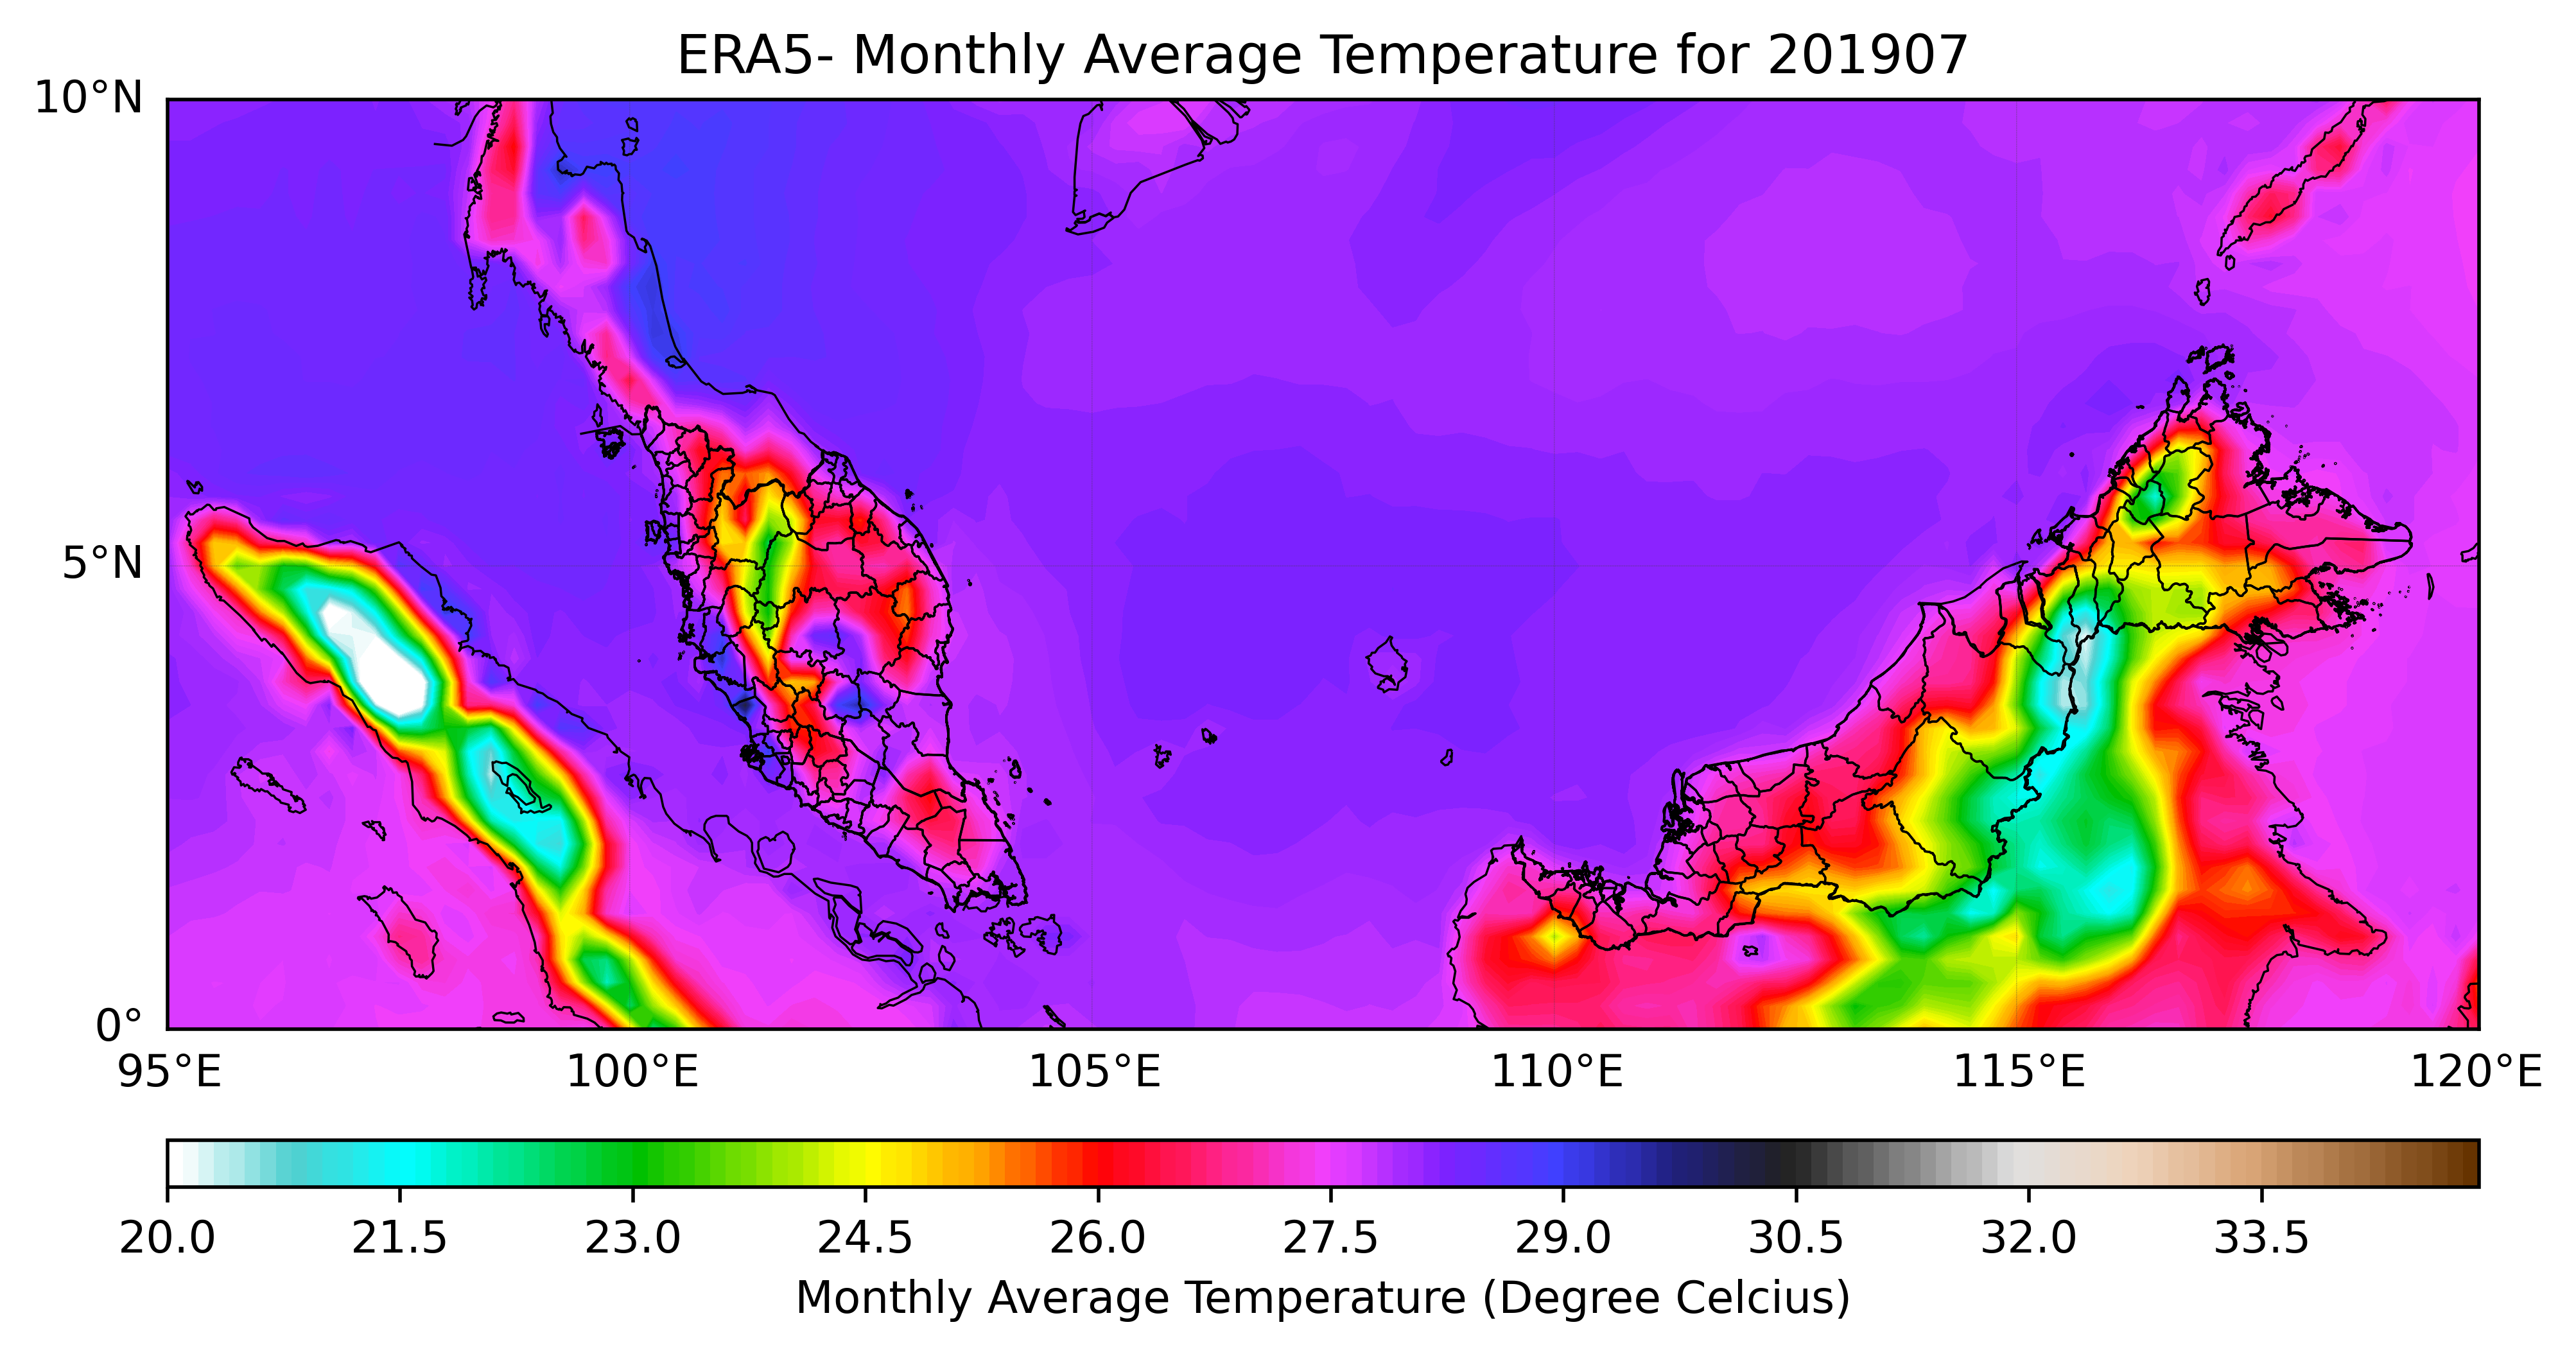 ERA5- Monthly Average Temperature for 201907
10°N
5°N
0°
95°E 100°E 105°E 110°E 115°E 120°E
20.0 21.5 23.0 24.5 26.0 27.5 29.0 30.5 32.0 33.5
Monthly Average Temperature (Degree Celcius)